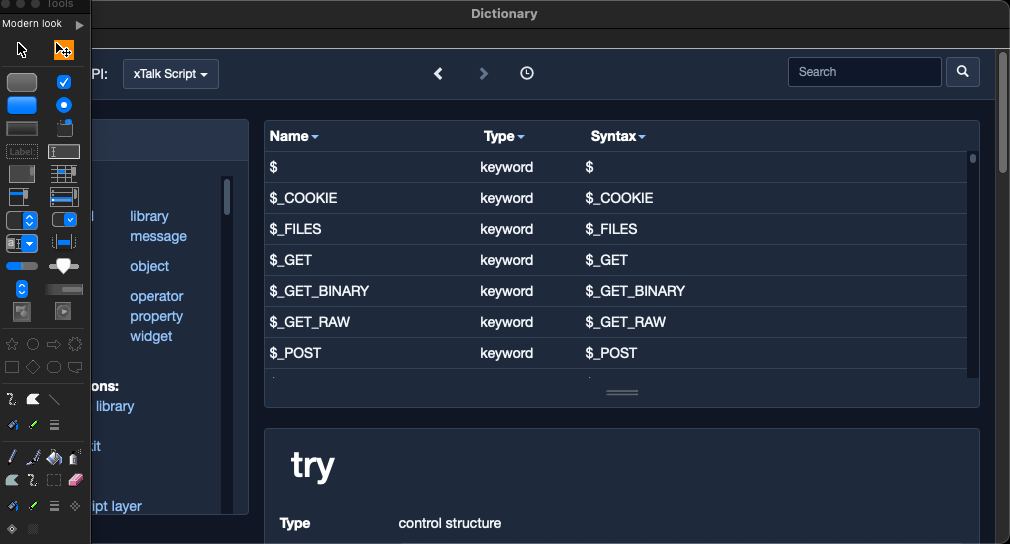 Tools
Dictionary
Modern look
PI:
xTalk Script
Search
Label:
Name
Type
Syntax
$
keyword
$
$_COOKIE
keyword
$_COOKIE
$_FILES
keyword
$_FILES
$_GET
keyword
$_GET
$_GET_BINARY
keyword
$_GET_BINARY
$_GET_RAW
keyword
$_GET_RAW
$_POST
keyword
$_POST
library
message
object
operator
property
widget
ons:
library
kit
ipt layer
try
Type
control structure